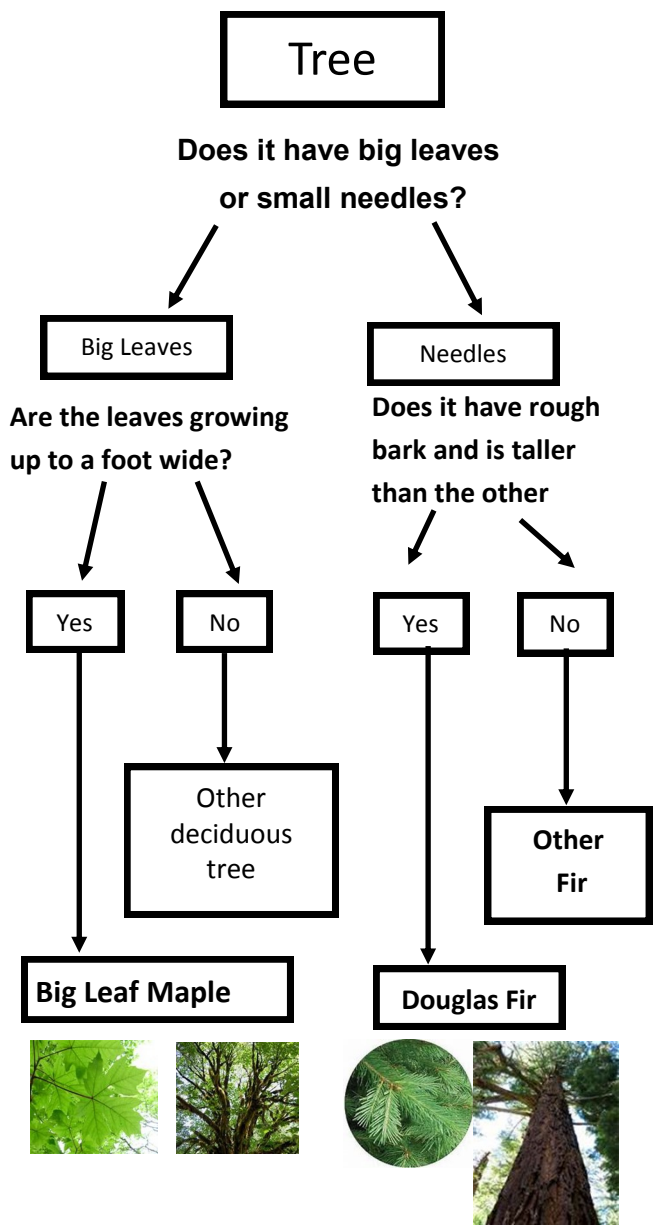 Tree
Does it have big leaves
or small needles?
Big Leaves
Needles
Are the leaves growing
up to a foot wide?
Does it have rough
bark and is taller
than the other
Yes
No
Yes
No
Other
deciduous
tree
Other
Fir
Big Leaf Maple
Douglas Fir